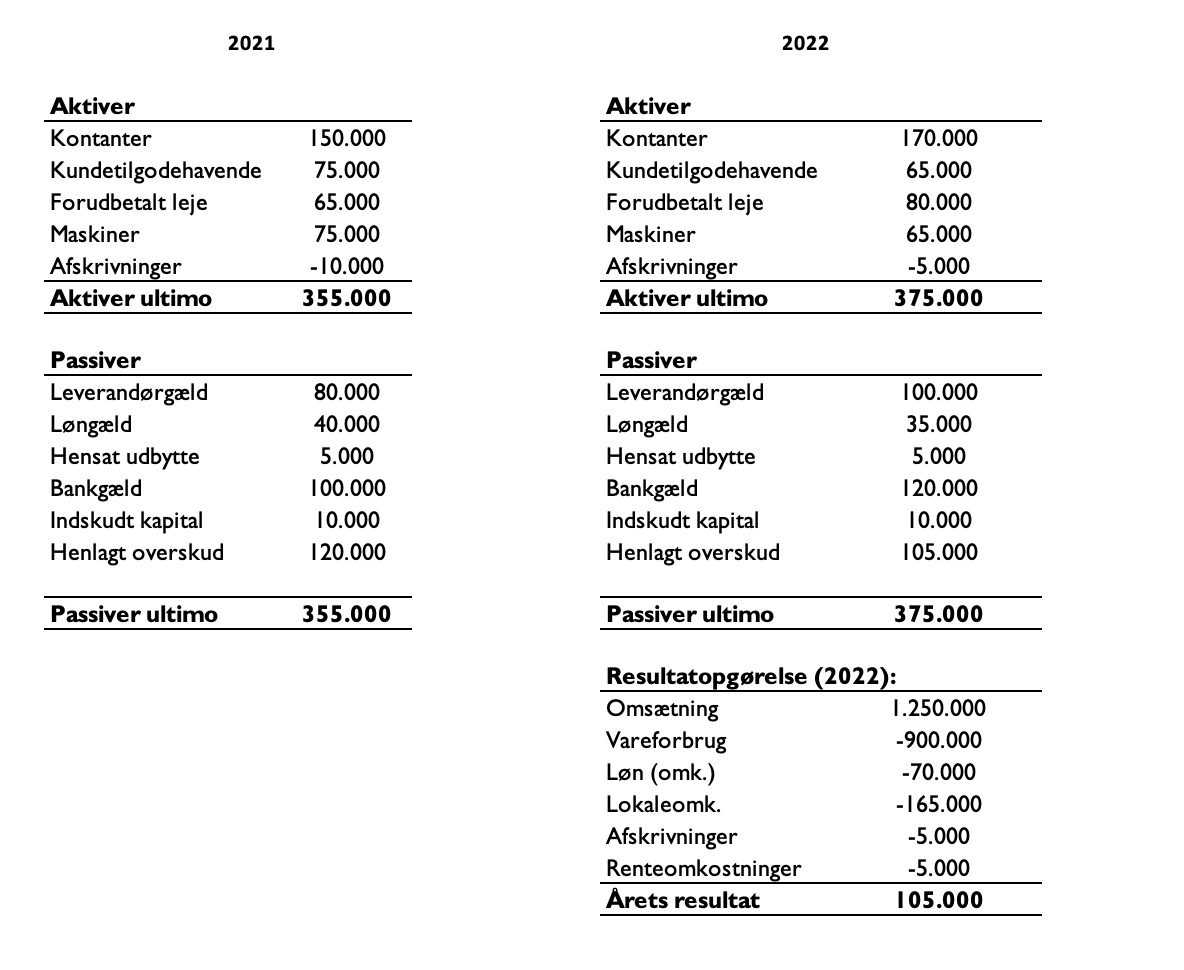 2021
Aktiver
Kontanter 150.000
Kundetilgodehavende 75.000
Forudbetalt leje 65.000
Maskiner 75.000
Afskrivninger -10.000
Aktiver ultimo 355.000
Passiver
Leverandørgæld 80.000
Løngæld 40.000
Hensat udbytte 5.000
Bankgæld 100.000
Indskudt kapital 10.000
Henlagt overskud 120.000
Passiver ultimo 355.000
2022
Aktiver
Kontanter 170.000
Kundetilgodehavende 65.000
Forudbetalt leje 80.000
Maskiner 65.000
Afskrivninger -5.000
Aktiver ultimo 375.000
Passiver
Leverandørgæld 100.000
Løngæld 35.000
Hensat udbytte 5.000
Bankgæld 120.000
Indskudt kapital 10.000
Henlagt overskud 105.000
Passiver ultimo 375.000
Resultatopgørelse (2022):
Omsætning 1.250.000
Vareforbrug -900.000
Løn (omk.) -70.000
Lokaleomk. -165.000
Afskrivninger -5.000
Renteomkostninger -5.000
Årets resultat 105.000